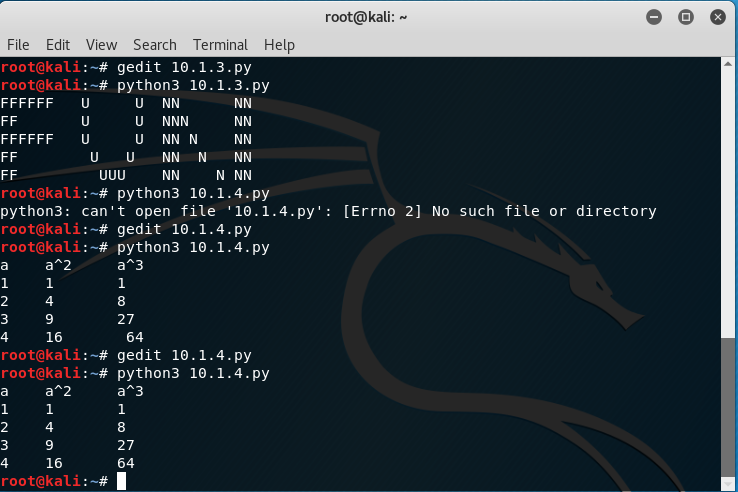 root@kali: ~
File Edit View Search Terminal Help
root@kali:~# gedit 10.1.3.py
root@kali:~# python3 10.1.3.py
FFFFFF   U     U  NN      NN
FF       U     U  NNN     NN
FFFFFF   U     U  NN N    NN
FF        U   U   NN  N   NN
FF         UUU    NN    N NN
root@kali:~# python3 10.1.4.py
python3: can't open file '10.1.4.py': [Errno 2] No such file or directory
root@kali:~# gedit 10.1.4.py
root@kali:~# python3 10.1.4.py
a    a^2     a^3
1    1       1
2    4       8
3    9       27
4    16       64
root@kali:~# gedit 10.1.4.py
root@kali:~# python3 10.1.4.py
a    a^2     a^3
1    1       1
2    4       8
3    9       27
4    16      64
root@kali:~#